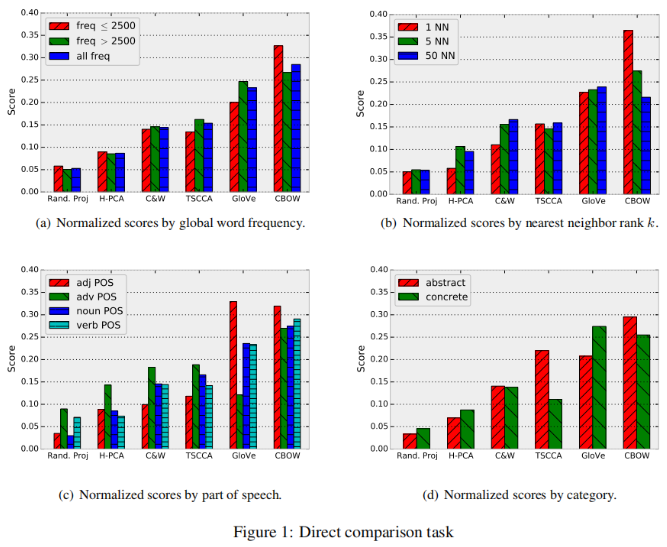 freq ≤ 2500
freq > 2500
all freq
Score
0.40
0.35
0.30
0.25
0.20
0.15
0.10
0.05
0.00
Rand. Proj H-PCA C&W TSCCA GloVe CBOW
(a) Normalized scores by global word frequency.
1 NN
5 NN
50 NN
Score
0.40
0.35
0.30
0.25
0.20
0.15
0.10
0.05
0.00
Rand. Proj H-PCA C&W TSCCA GloVe CBOW
(b) Normalized scores by nearest neighbor rank k.
adj POS
adv POS
noun POS
verb POS
Score
0.40
0.35
0.30
0.25
0.20
0.15
0.10
0.05
0.00
Rand. Proj H-PCA C&W TSCCA GloVe CBOW
(c) Normalized scores by part of speech.
abstract
concrete
Score
0.40
0.35
0.30
0.25
0.20
0.15
0.10
0.05
0.00
Rand. Proj H-PCA C&W TSCCA GloVe CBOW
(d) Normalized scores by category.
Figure 1: Direct comparison task